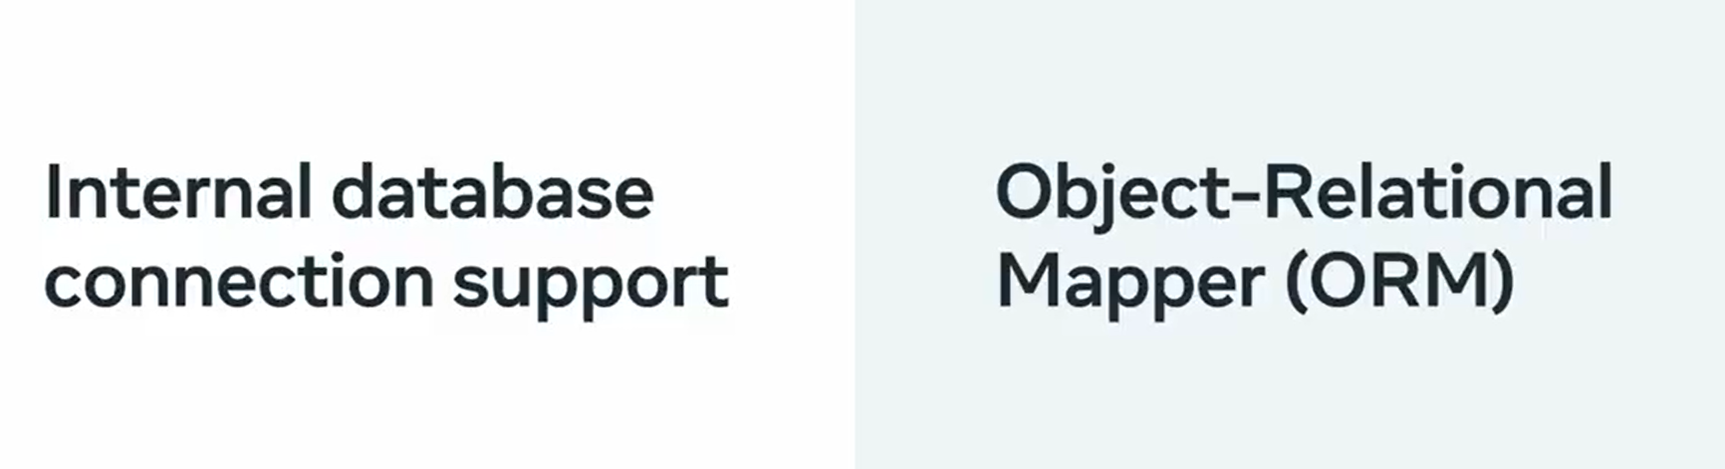 Internal database
connection support
Object-Relational
Mapper (ORM)